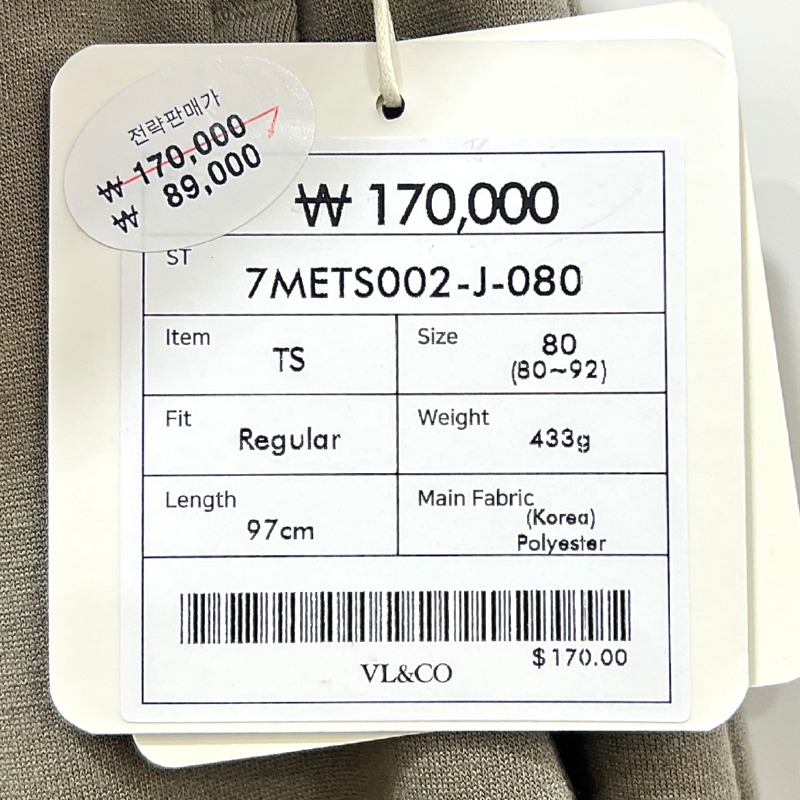 전략판매가
₩ 170,000
₩ 89,000
₩ 170,000
ST
7METS002-J-080
Item
TS
Size
80
(80~92)
Fit
Regular
Weight
433g
Length
97cm
Main Fabric
(Korea)
Polyester
$170.00
VL&CO